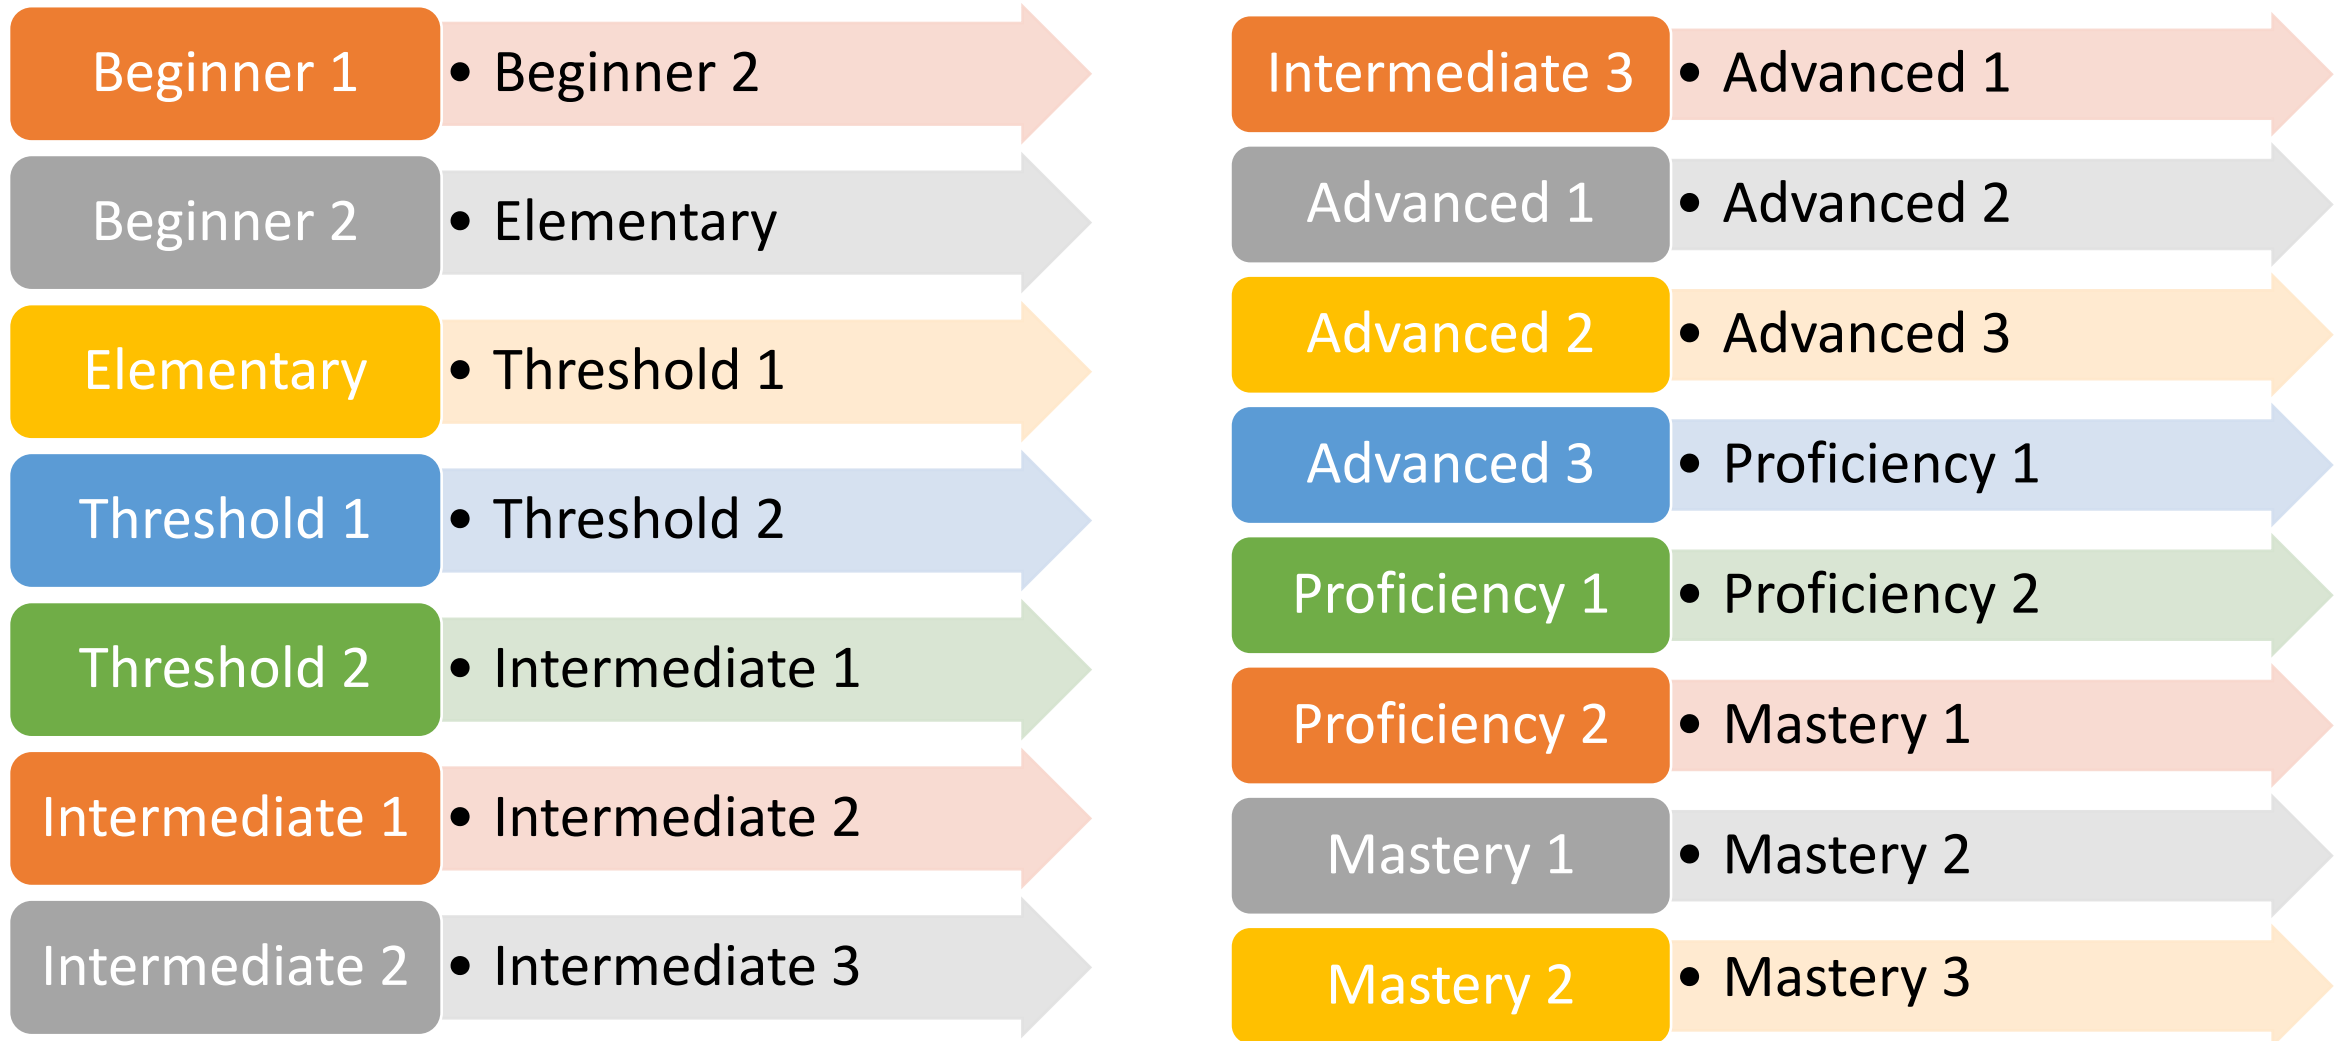 Beginner 1
• Beginner 2
Beginner 2
• Elementary
Elementary
• Threshold 1
Threshold 1
• Threshold 2
Threshold 2
• Intermediate 1
Intermediate 1
• Intermediate 2
Intermediate 2
• Intermediate 3
Intermediate 3
• Advanced 1
Advanced 1
• Advanced 2
Advanced 2
• Advanced 3
Advanced 3
• Proficiency 1
Proficiency 1
• Proficiency 2
Proficiency 2
• Mastery 1
Mastery 1
• Mastery 2
Mastery 2
• Mastery 3